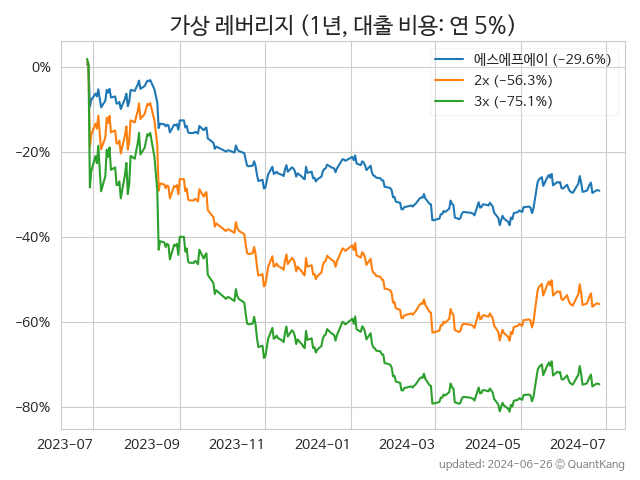 가상 레버리지 (1년, 대출 비용: 연 5%)
에스에프에이 (-29.6%)
2x (-56.3%)
3x (-75.1%)
0%
-20%
-40%
-60%
-80%
2023-07 2023-09 2023-11 2024-01 2024-03 2024-05 2024-07
updated: 2024-06-26 © QuantKang